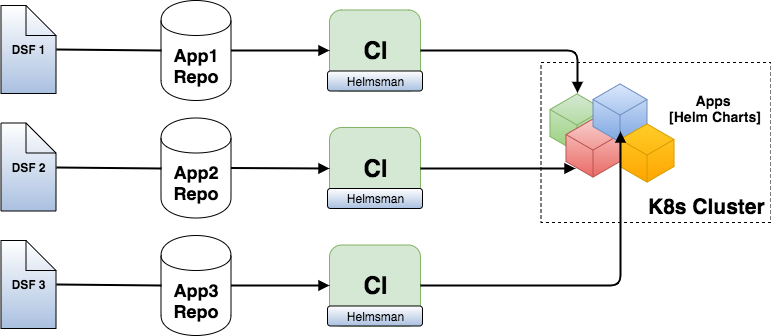 DSF 1
App1
Repo
CI
Helmsman
Apps
[Helm Charts]
DSF 2
App2
Repo
CI
Helmsman
K8s Cluster
DSF 3
App3
Repo
CI
Helmsman